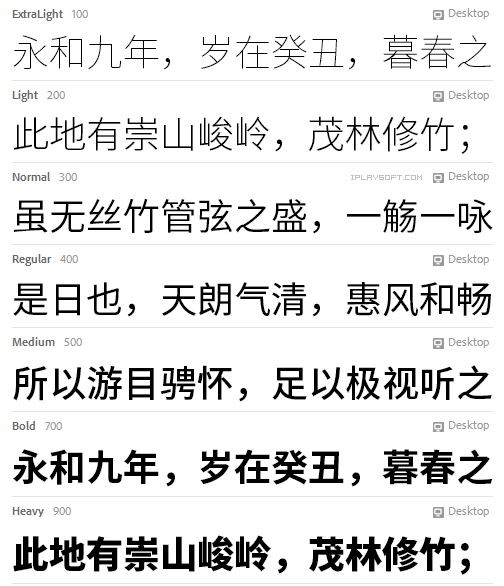 ExtraLight 100 Desktop
永和九年，岁在癸丑，暮春之
Light 200 Desktop
此地有崇山峻岭，茂林修竹；
Normal 300 IPLAYSOFT.COM Desktop
虽无丝竹管弦之盛，一觞一咏
Regular 400 Desktop
是日也，天朗气清，惠风和畅
Medium 500 Desktop
所以游目骋怀，足以极视听之
Bold 700 Desktop
永和九年，岁在癸丑，暮春之
Heavy 900 Desktop
此地有崇山峻岭，茂林修竹；